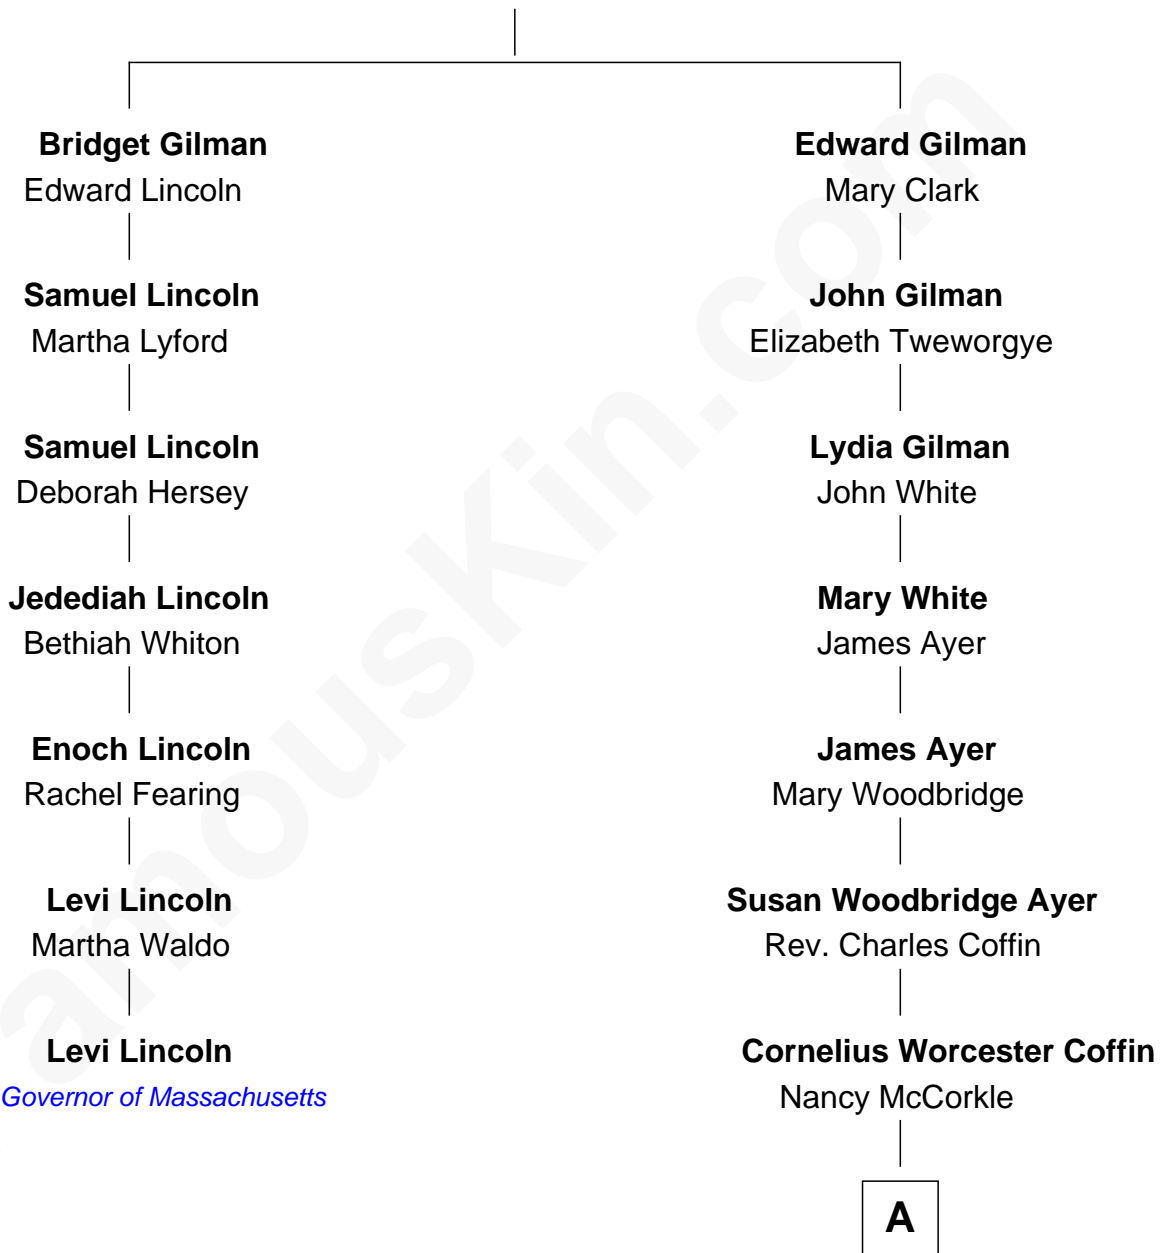 Bridget Gilman
Edward Lincoln
Samuel Lincoln
Martha Lyford
Samuel Lincoln
Deborah Hersey
Jedediah Lincoln
Bethiah Whiton
Enoch Lincoln
Rachel Fearing
Levi Lincoln
Martha Waldo
Levi Lincoln
Governor of Massachusetts
Edward Gilman
Mary Clark
John Gilman
Elizabeth Tweworgye
Lydia Gilman
John White
Mary White
James Ayer
James Ayer
Mary Woodbridge
Susan Woodbridge Ayer
Rev. Charles Coffin
Cornelius Worcester Coffin
Nancy McCorkle
A
amouskin.com